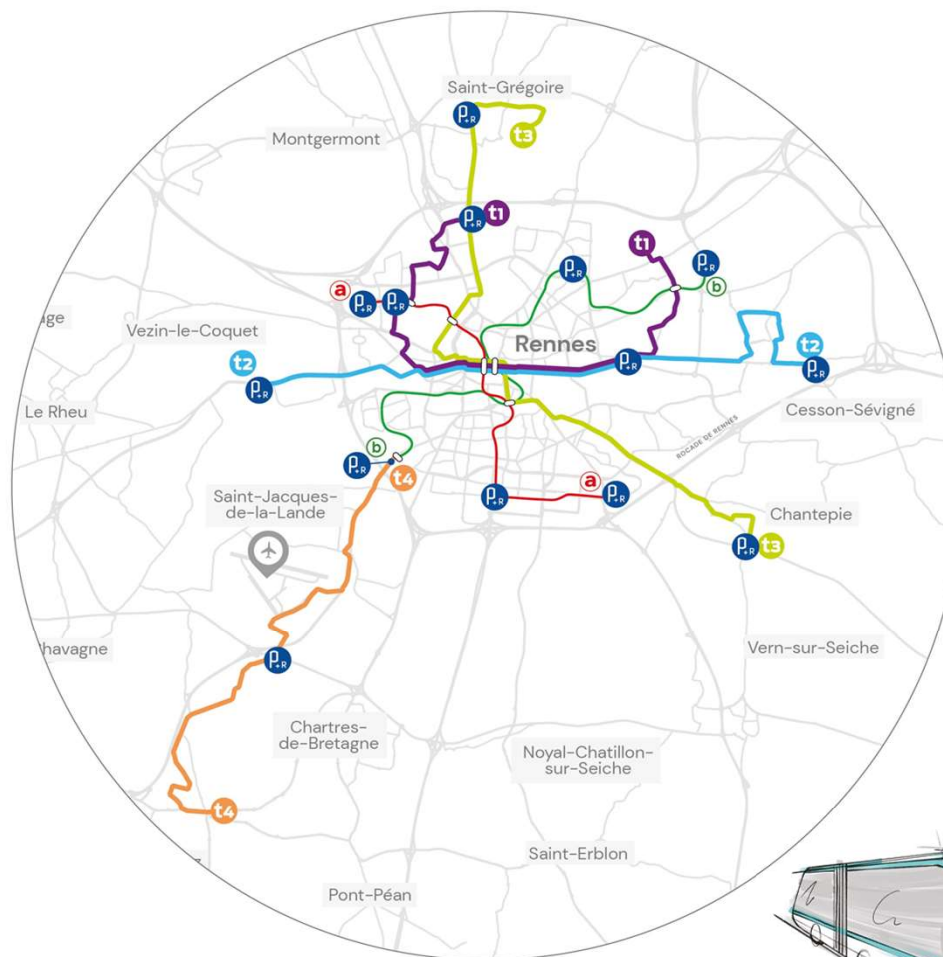 Saint-Grégoire
P+R
t3
Montgermont
P+R
t1
t1
P+R
P+R
b
a
P+R
P+R
Vezin-le-Coquet
Rennes
t2
P+R
t2
P+R
P+R
Le Rheu
Cesson-Sévigné
ROCADE DE RENNES
b
P+R
t4
Saint-Jacques-
de-la-Lande
P+R
a
P+R
Chantepie
P+R
t3
P+R
Vern-sur-Seiche
Chartres-
de-Bretagne
Noyal-Chatillon-
sur-Seiche
t4
Saint-Erblon
Pont-Péan